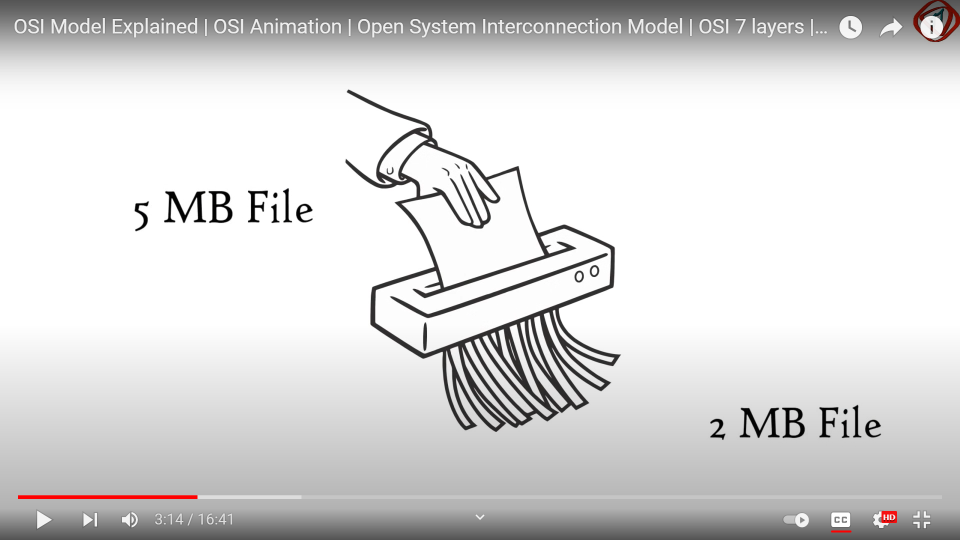 OSI Model Explained | OSI Animation | Open System Interconnection Model | OSI 7 layers |...
5 MB File
2 MB File
3:14 / 16:41
CC
HD